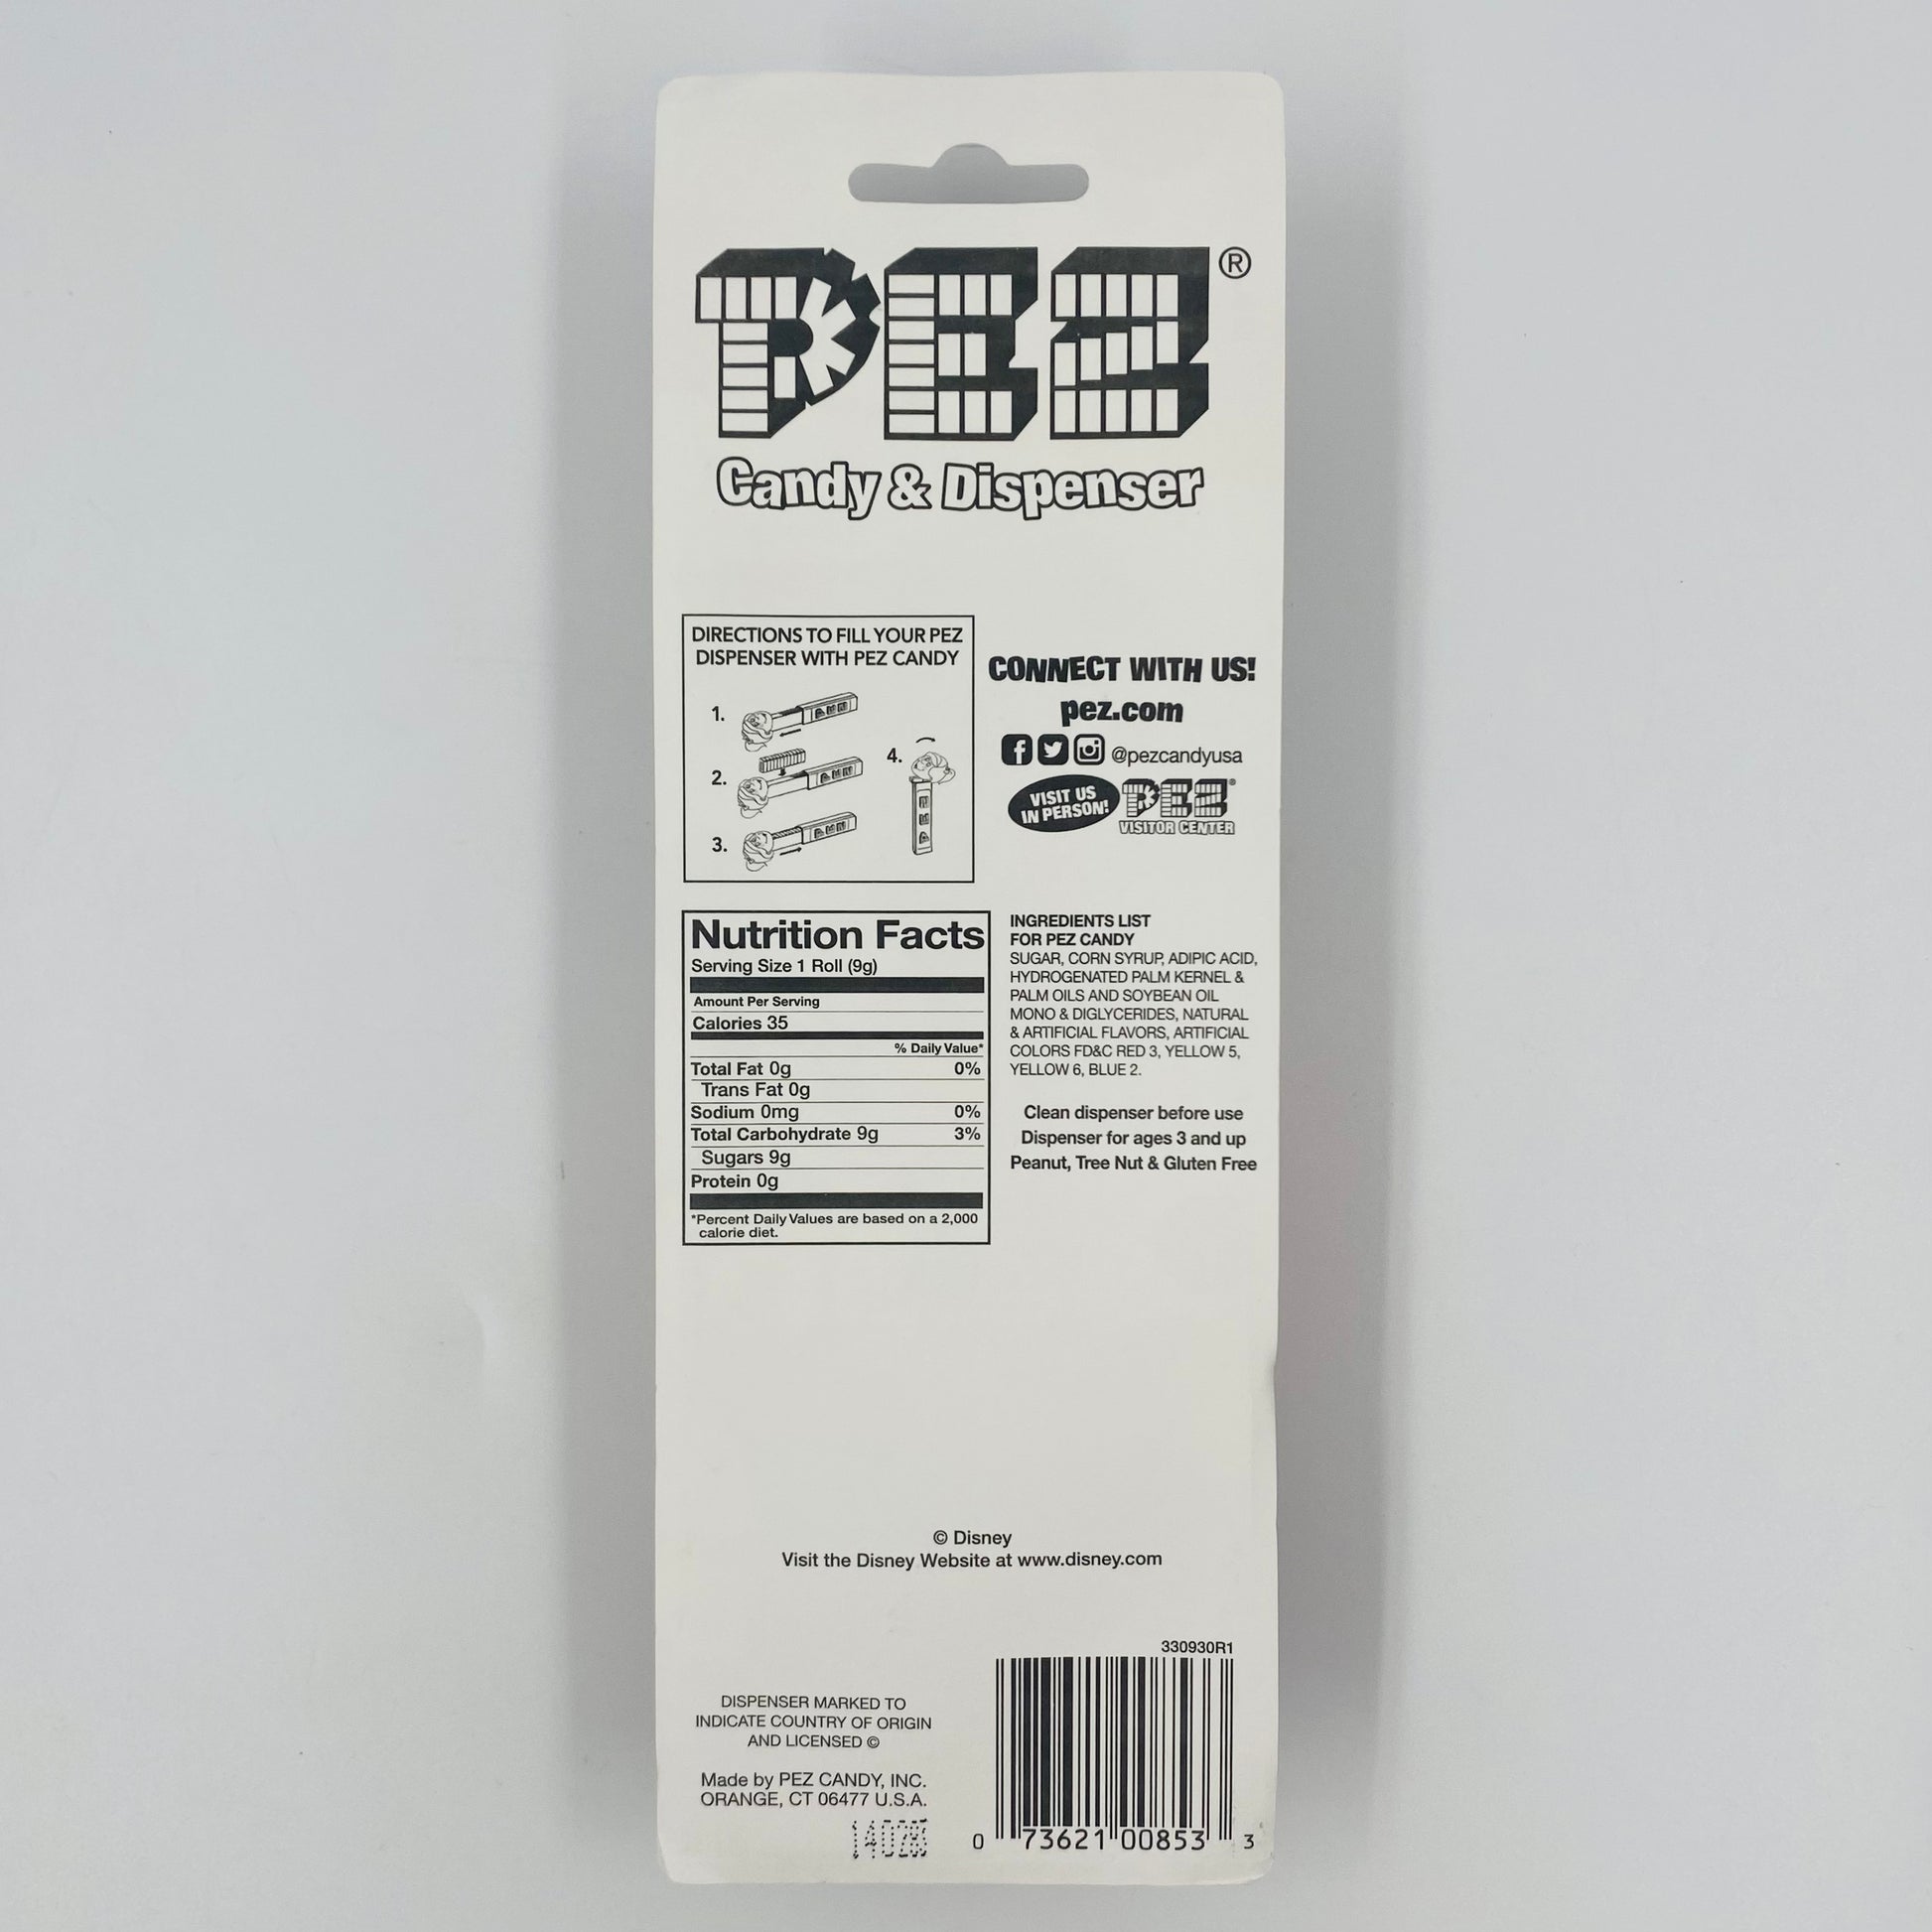 PEZ®
Candy & Dispenser
DIRECTIONS TO FILL YOUR PEZ
DISPENSER WITH PEZ CANDY
1.
2.
3.
4.
CONNECT WITH US!
pez.com
@pezcandyusa
VISIT US
IN PERSON!
PEZ®
VISITOR CENTER
Nutrition Facts
Serving Size 1 Roll (9g)
Amount Per Serving
Calories 35
% Daily Value*
Total Fat 0g 0%
Trans Fat 0g
Sodium 0mg 0%
Total Carbohydrate 9g 3%
Sugars 9g
Protein 0g
*Percent Daily Values are based on a 2,000
calorie diet.
INGREDIENTS LIST
FOR PEZ CANDY
SUGAR, CORN SYRUP, ADIPIC ACID,
HYDROGENATED PALM KERNEL &
PALM OILS AND SOYBEAN OIL
MONO & DIGLYCERIDES, NATURAL
& ARTIFICIAL FLAVORS, ARTIFICIAL
COLORS FD&C RED 3, YELLOW 5,
YELLOW 6, BLUE 2.
Clean dispenser before use
Dispenser for ages 3 and up
Peanut, Tree Nut & Gluten Free
© Disney
Visit the Disney Website at www.disney.com
DISPENSER MARKED TO
INDICATE COUNTRY OF ORIGIN
AND LICENSED ©
Made by PEZ CANDY, INC.
ORANGE, CT 06477 U.S.A.
330930R1
0 73621 00853 3